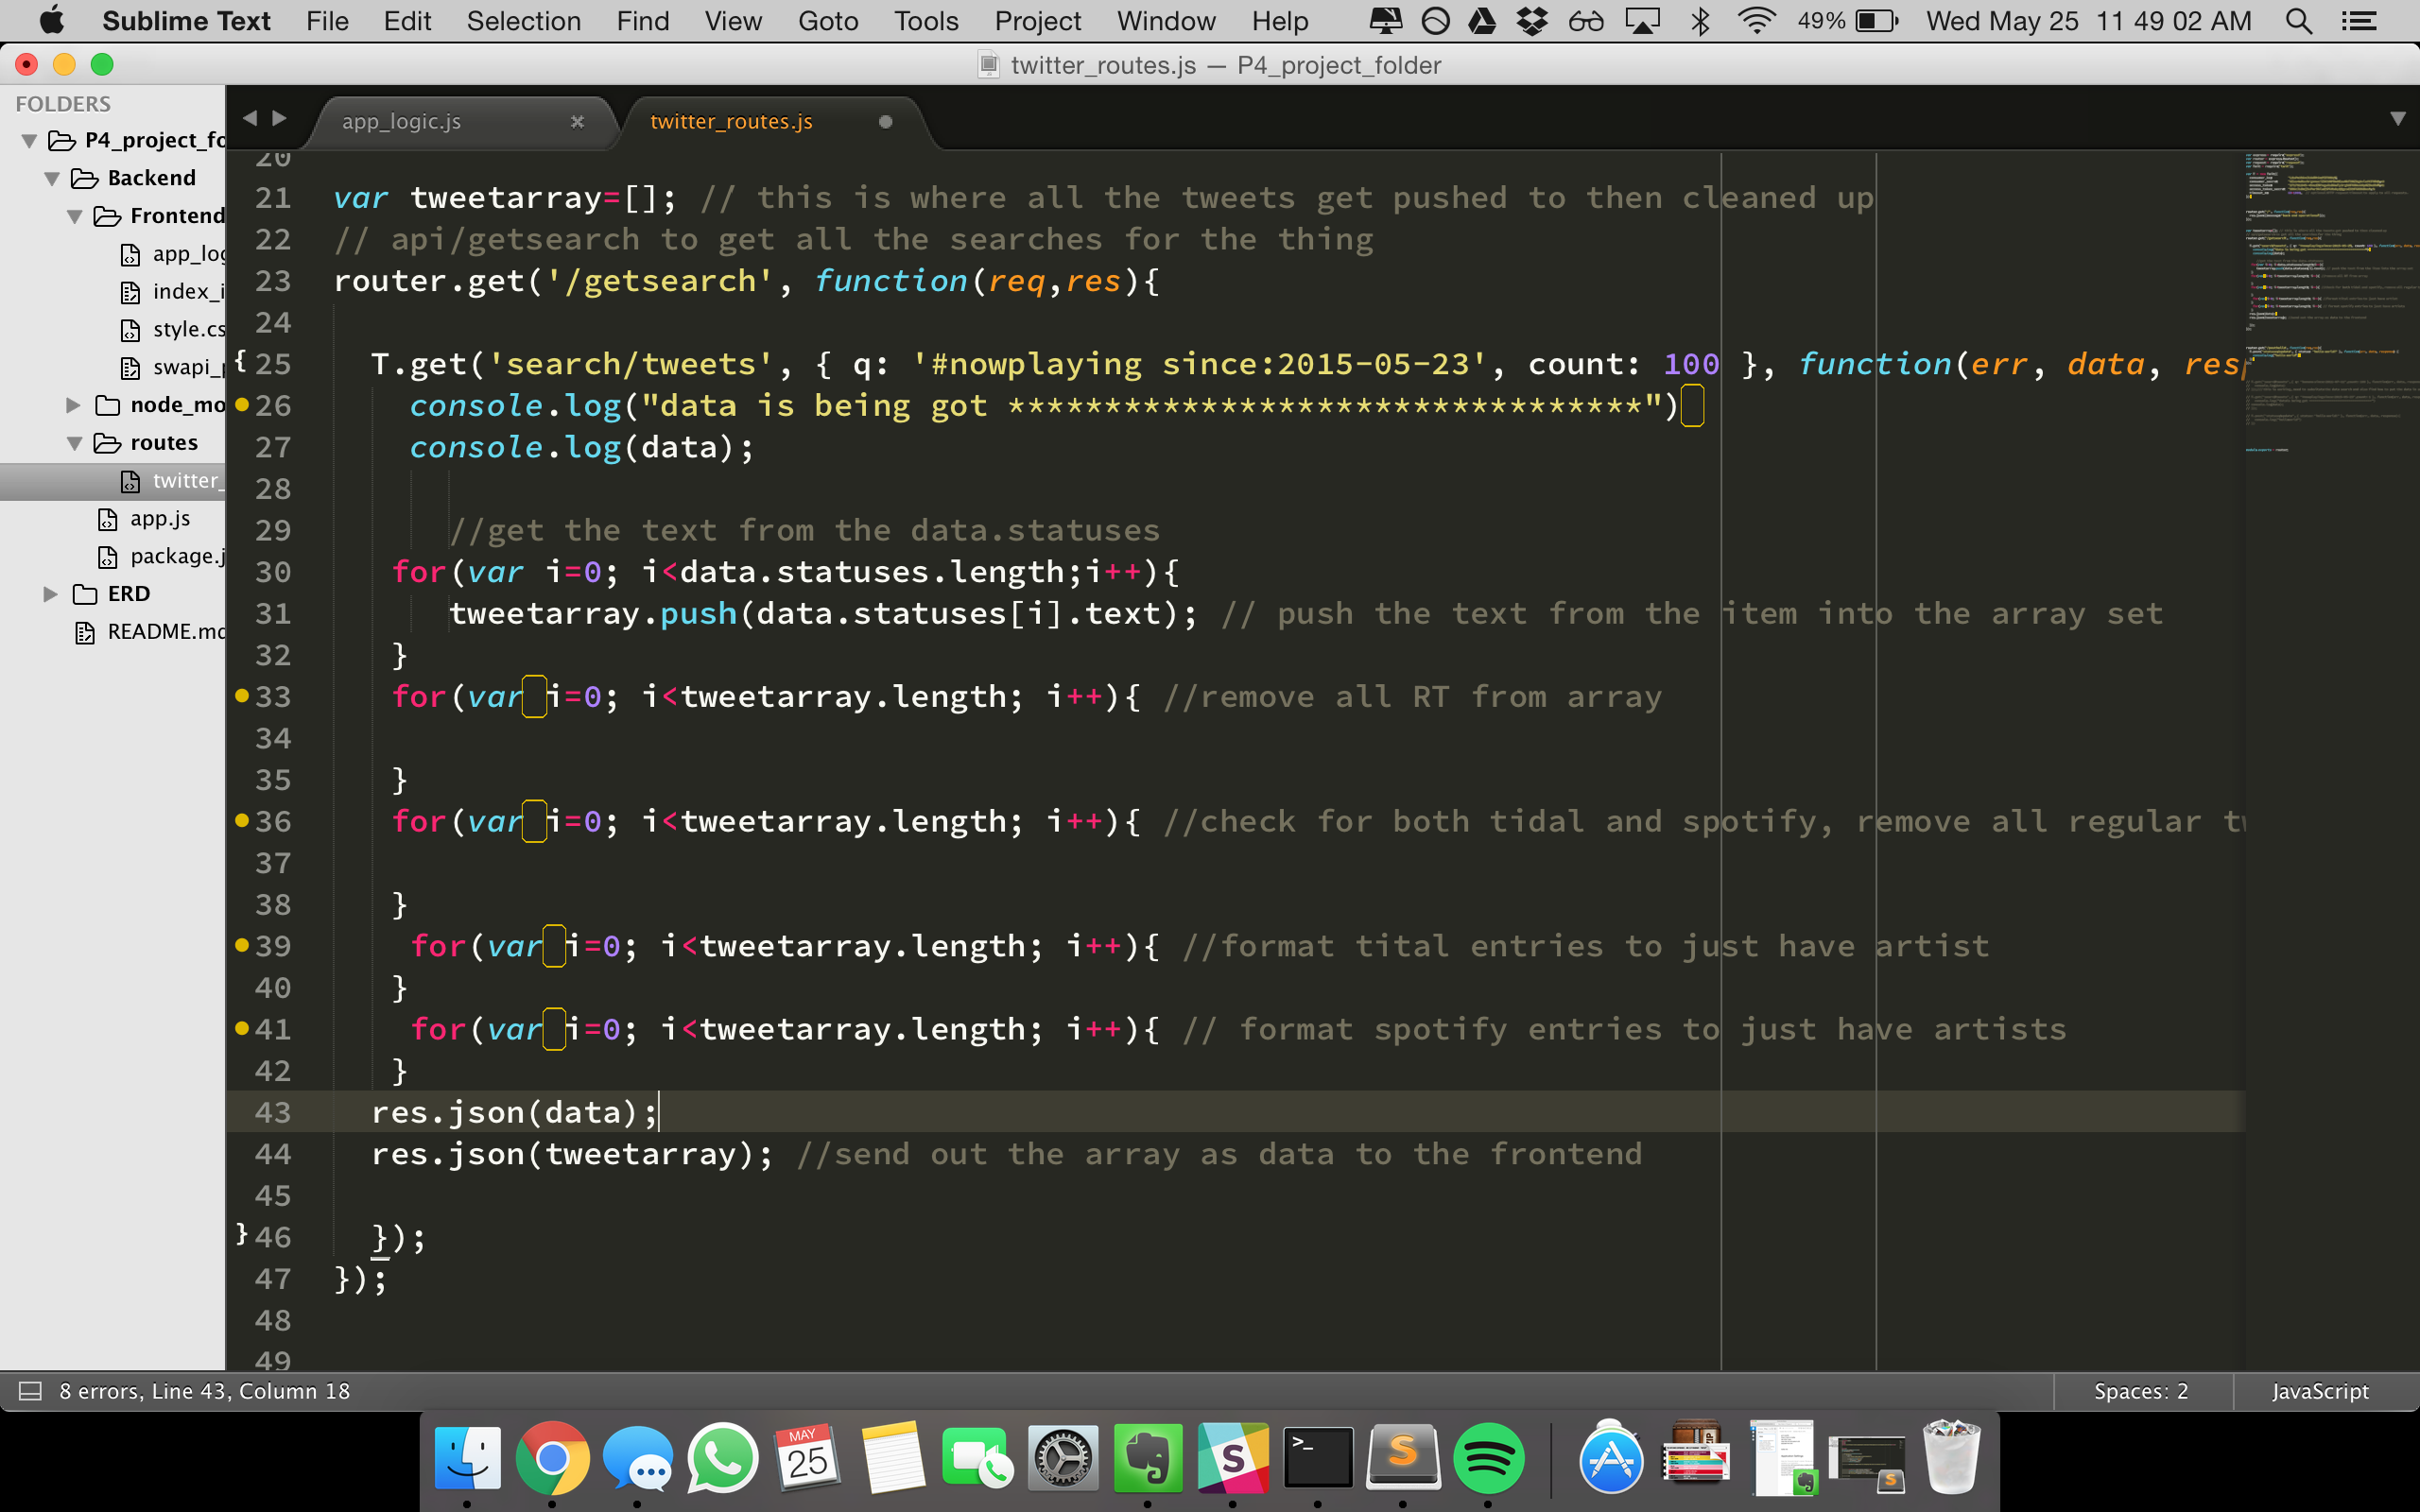 Sublime Text File Edit Selection Find View Goto Tools Project Window Help 49% Wed May 25 11 49 02 AM
twitter_routes.js — P4_project_folder
FOLDERS
P4_project_fo
Backend
Frontend
app_log
index_i
style.cs
swapi_p
node_mo
routes
twitter_
app.js
package.j
ERD
README.md
app_logic.js twitter_routes.js
20
21 var tweetarray=[]; // this is where all the tweets get pushed to then cleaned up
22 // api/getsearch to get all the searches for the thing
23 router.get('/getsearch', function(req,res){
24
25 T.get('search/tweets', { q: '#nowplaying since:2015-05-23', count: 100 }, function(err, data, resp
26 console.log("data is being got *********************************")
27 console.log(data);
28
29 //get the text from the data.statuses
30 for(var i=0; i<data.statuses.length;i++){
31 tweetarray.push(data.statuses[i].text); // push the text from the item into the array set
32 }
33 for(var i=0; i<tweetarray.length; i++){ //remove all RT from array
34
35 }
36 for(var i=0; i<tweetarray.length; i++){ //check for both tidal and spotify, remove all regular tw
37
38 }
39 for(var i=0; i<tweetarray.length; i++){ //format tital entries to just have artist
40 }
41 for(var i=0; i<tweetarray.length; i++){ // format spotify entries to just have artists
42 }
43 res.json(data);
44 res.json(tweetarray); //send out the array as data to the frontend
45
46 });
47 });
48
49
8 errors, Line 43, Column 18 Spaces: 2 JavaScript
MAY
25